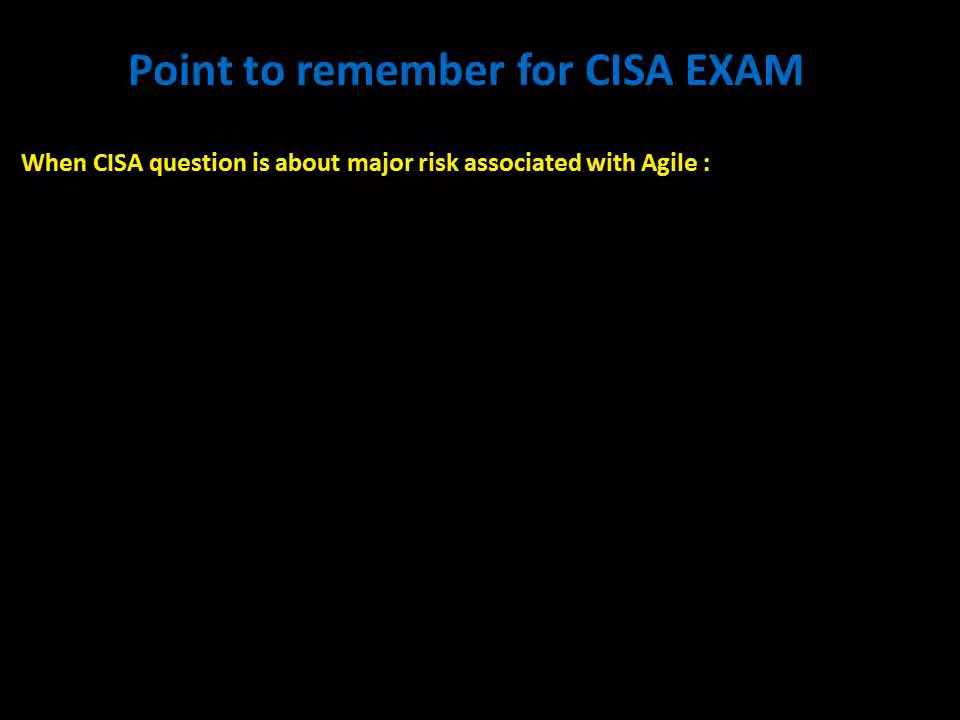 Point to remember for CISA EXAM
When CISA question is about major risk associated with Agile :